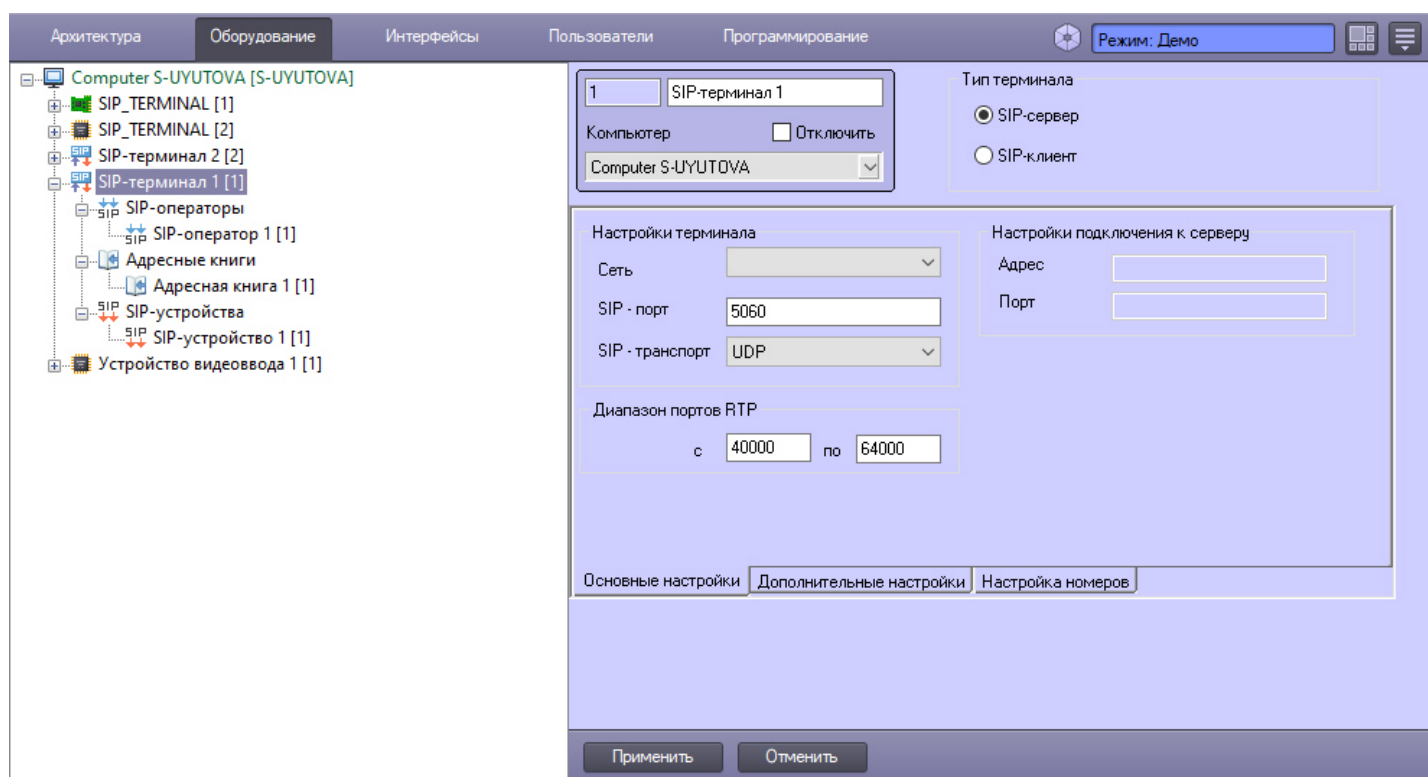 Архитектура Оборудование Интерфейсы Пользователи Программирование Режим: Демо
Computer S-UYUTOVA [S-UYUTOVA]
SIP_TERMINAL [1]
SIP_TERMINAL [2]
SIP-терминал 2 [2]
SIP-терминал 1 [1]
SIP-операторы
SIP-оператор 1 [1]
Адресные книги
Адресная книга 1 [1]
SIP-устройства
SIP-устройство 1 [1]
Устройство видеоввода 1 [1]
1 SIP-терминал 1
Компьютер Отключить
Computer S-UYUTOVA
Тип терминала
SIP-сервер
SIP-клиент
Настройки терминала
Сеть
SIP - порт 5060
SIP - транспорт UDP
Диапазон портов RTP
с 40000 по 64000
Настройки подключения к серверу
Адрес
Порт
Основные настройки Дополнительные настройки Настройка номеров
Применить Отменить